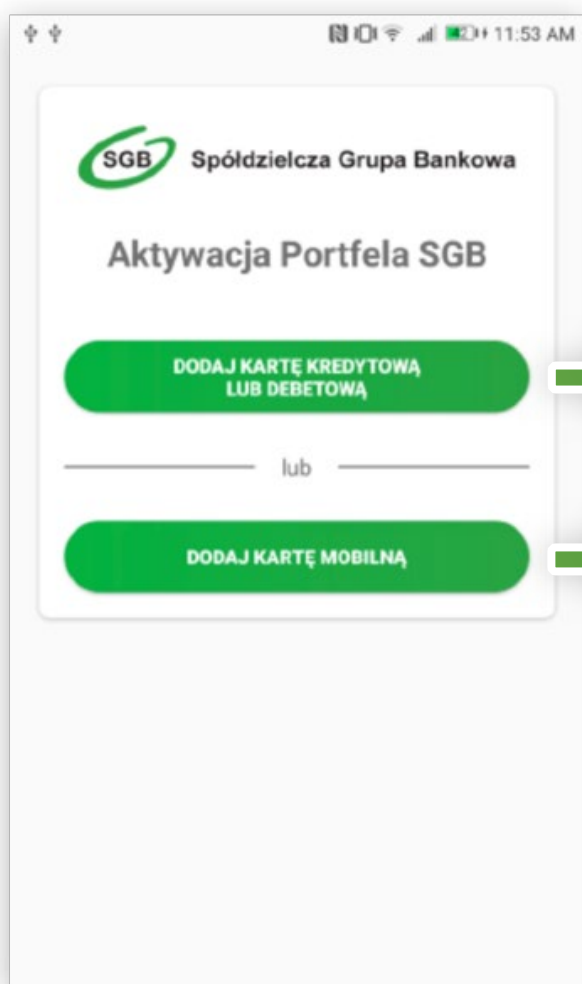 11:53 AM
SGB Spółdzielcza Grupa Bankowa
Aktywacja Portfela SGB
DODAJ KARTĘ KREDYTOWĄ
LUB DEBETOWĄ
lub
DODAJ KARTĘ MOBILNĄ